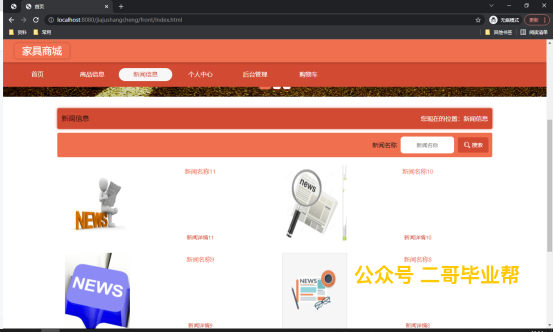 首页
localhost:8080/jiajushangcheng/front/index.html
无痕模式
更新
资料
常用
其他书签
阅读清单
家具商城
首页 商品信息 新闻信息 个人中心 后台管理 购物车
新闻信息
您现在的位置：新闻信息
新闻名称 新闻名称 搜索
NEWS
新闻名称11
新闻详情11
NEWS
新闻名称10
新闻详情10
NEWS
新闻名称9
新闻详情9
NEWS
新闻名称8
新闻详情8
公众号 二哥毕业帮